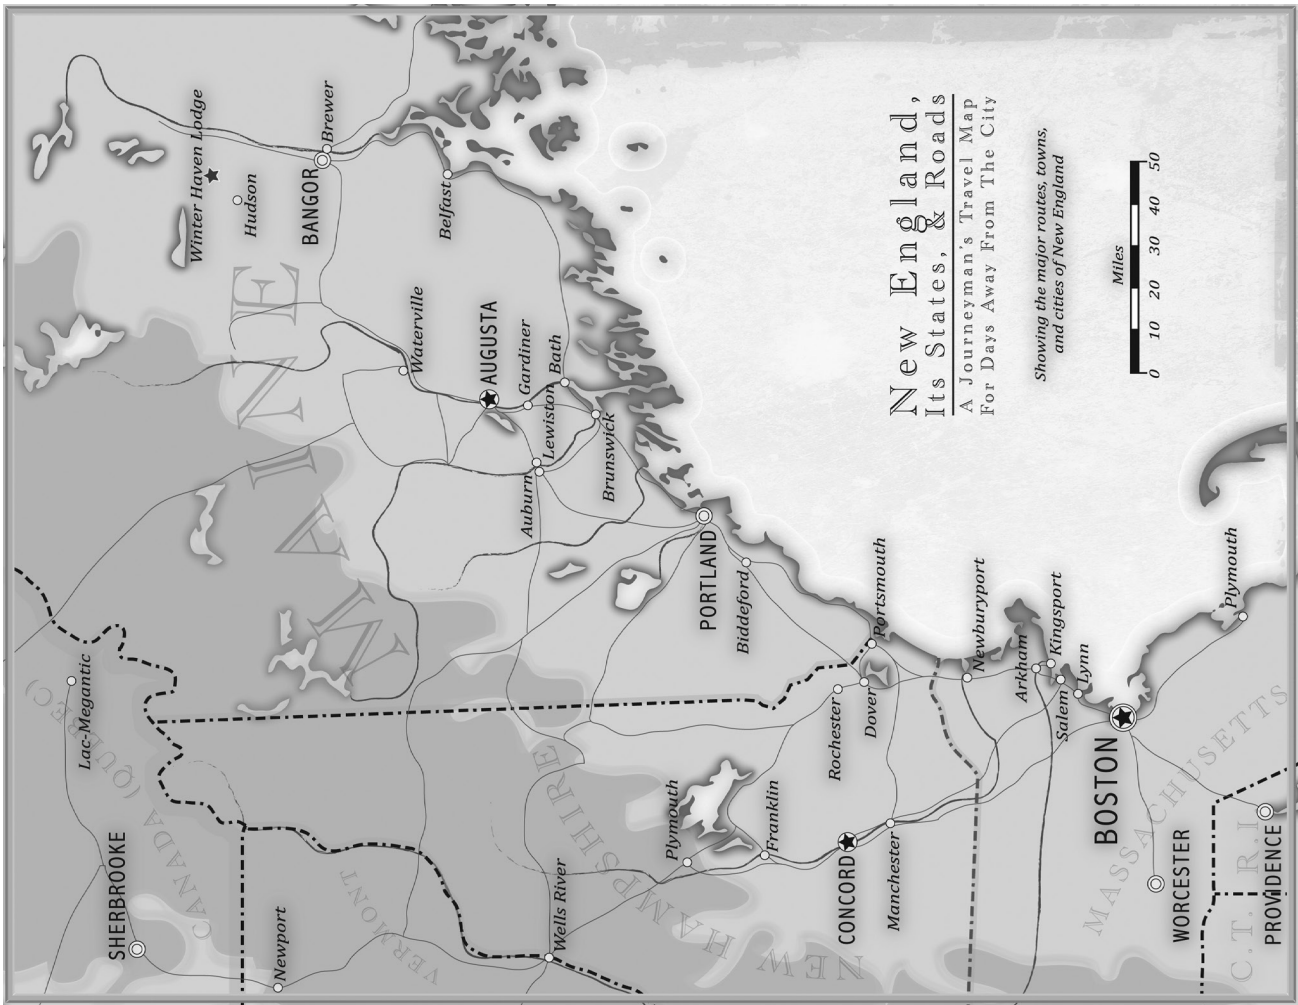 New England,
Its States, & Roads
A Journeyman's Travel Map
For Days Away From The City
Showing the major routes, towns,
and cities of New England
Miles
0 10 20 30 40 50
Winter Haven Lodge
Hudson
BANGOR
Brewer
Belfast
MAINE
Waterville
AUGUSTA
Gardiner
Bath
Lewiston
Auburn
Brunswick
PORTLAND
Biddeford
Portsmouth
Newburyport
Arkham
Kingsport
Salem
Lynn
BOSTON
Plymouth
Rochester
Dover
Plymouth
Franklin
CONCORD
Manchester
NEW HAMPSHIRE
Wells River
VERMONT
Newport
Lac-Megantic
CANADA (QUEBEC)
SHERBROOKE
MASSACHUSETTS
WORCESTER
PROVIDENCE
C.T.
R.I.